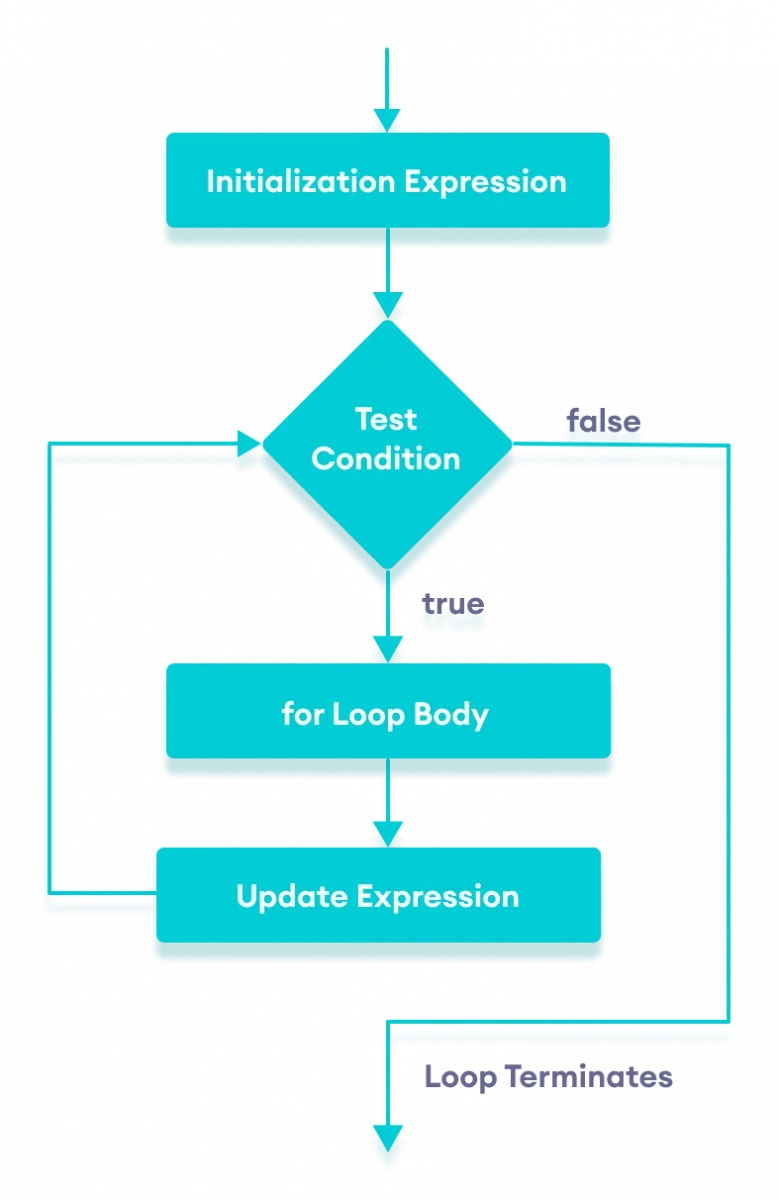 Initialization Expression
Test
Condition
false
true
for Loop Body
Update Expression
Loop Terminates